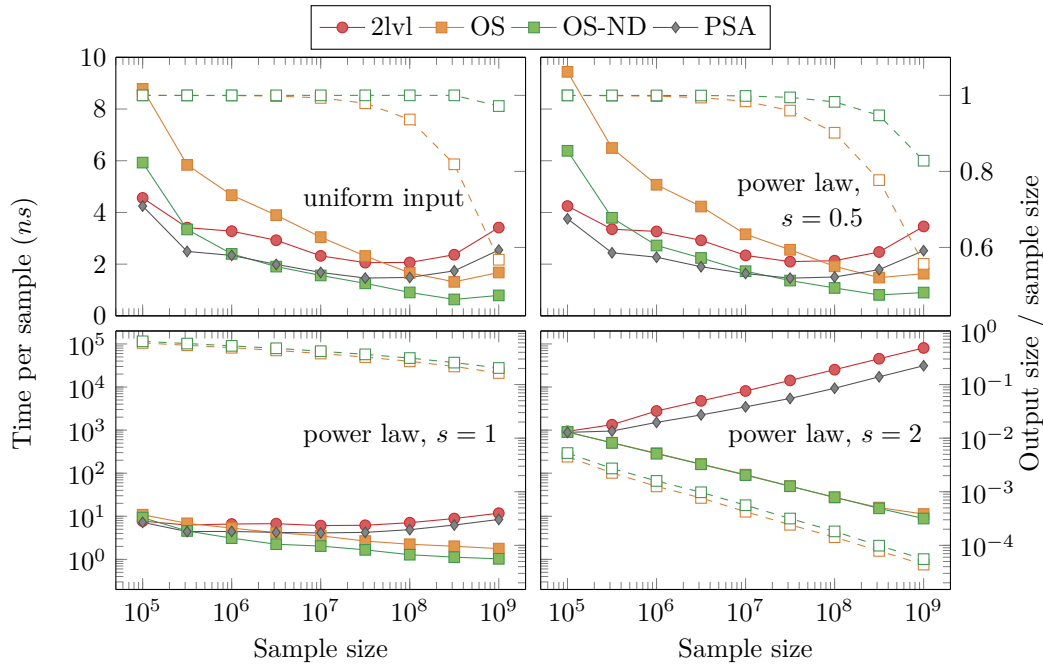 2lvl OS OS-ND PSA
Time per sample (ns)
Output size / sample size
10
8
6
4
2
0
uniform input
1
0.8
0.6
power law,
s = 0.5
10^5
10^4
10^3
10^2
10^1
10^0
power law, s = 1
10^5 10^6 10^7 10^8 10^9
Sample size
10^0
10^−1
10^−2
10^−3
10^−4
power law, s = 2
10^5 10^6 10^7 10^8 10^9
Sample size